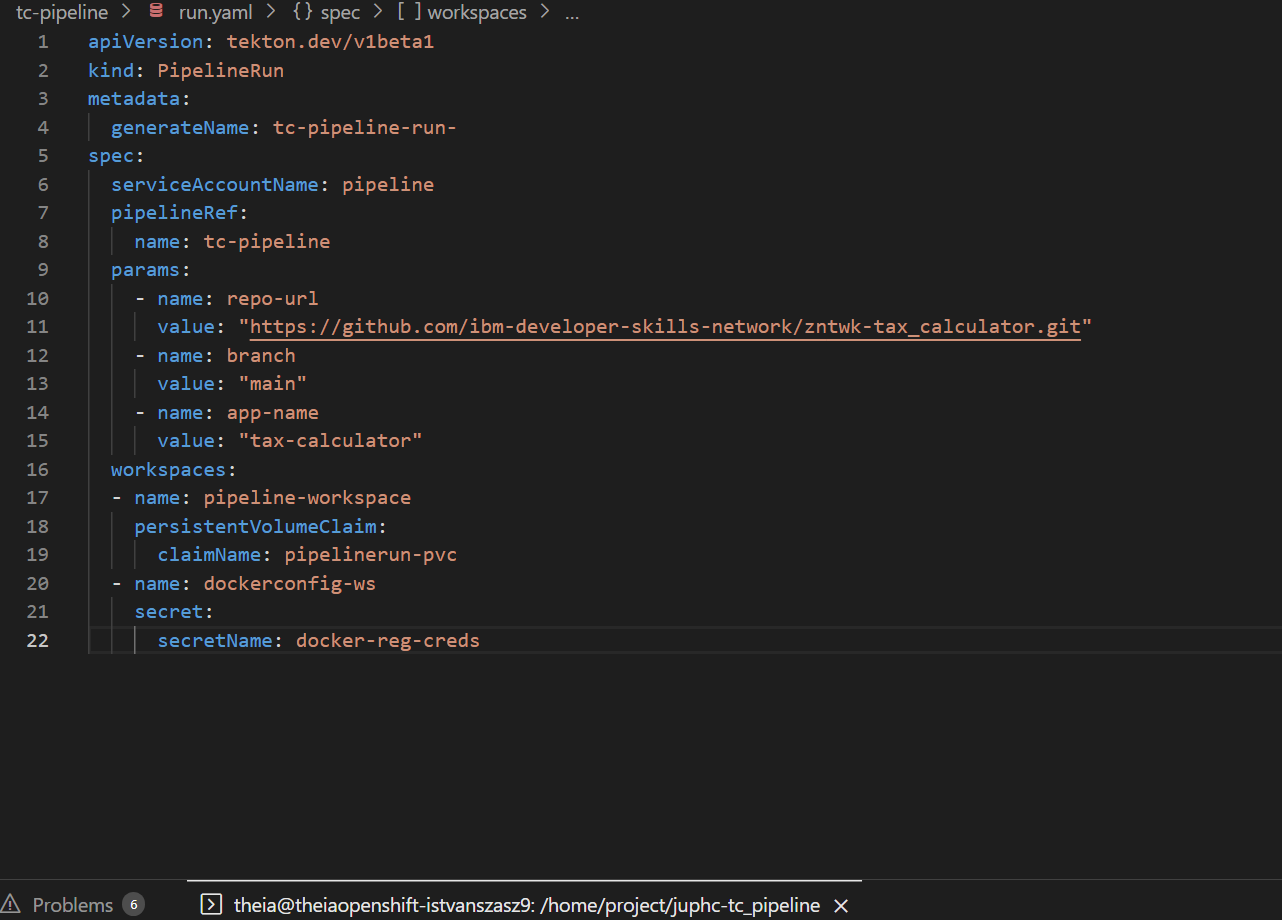 tc-pipeline > run.yaml > {} spec > [ ] workspaces > ...
1 apiVersion: tekton.dev/v1beta1
2 kind: PipelineRun
3 metadata:
4   generateName: tc-pipeline-run-
5 spec:
6   serviceAccountName: pipeline
7   pipelineRef:
8     name: tc-pipeline
9   params:
10     - name: repo-url
11       value: "https://github.com/ibm-developer-skills-network/zntwk-tax_calculator.git"
12     - name: branch
13       value: "main"
14     - name: app-name
15       value: "tax-calculator"
16   workspaces:
17   - name: pipeline-workspace
18     persistentVolumeClaim:
19       claimName: pipelinerun-pvc
20   - name: dockerconfig-ws
21     secret:
22       secretName: docker-reg-creds
Problems 6 theia@theiaopenshift-istvanszasz9: /home/project/juphc-tc_pipeline